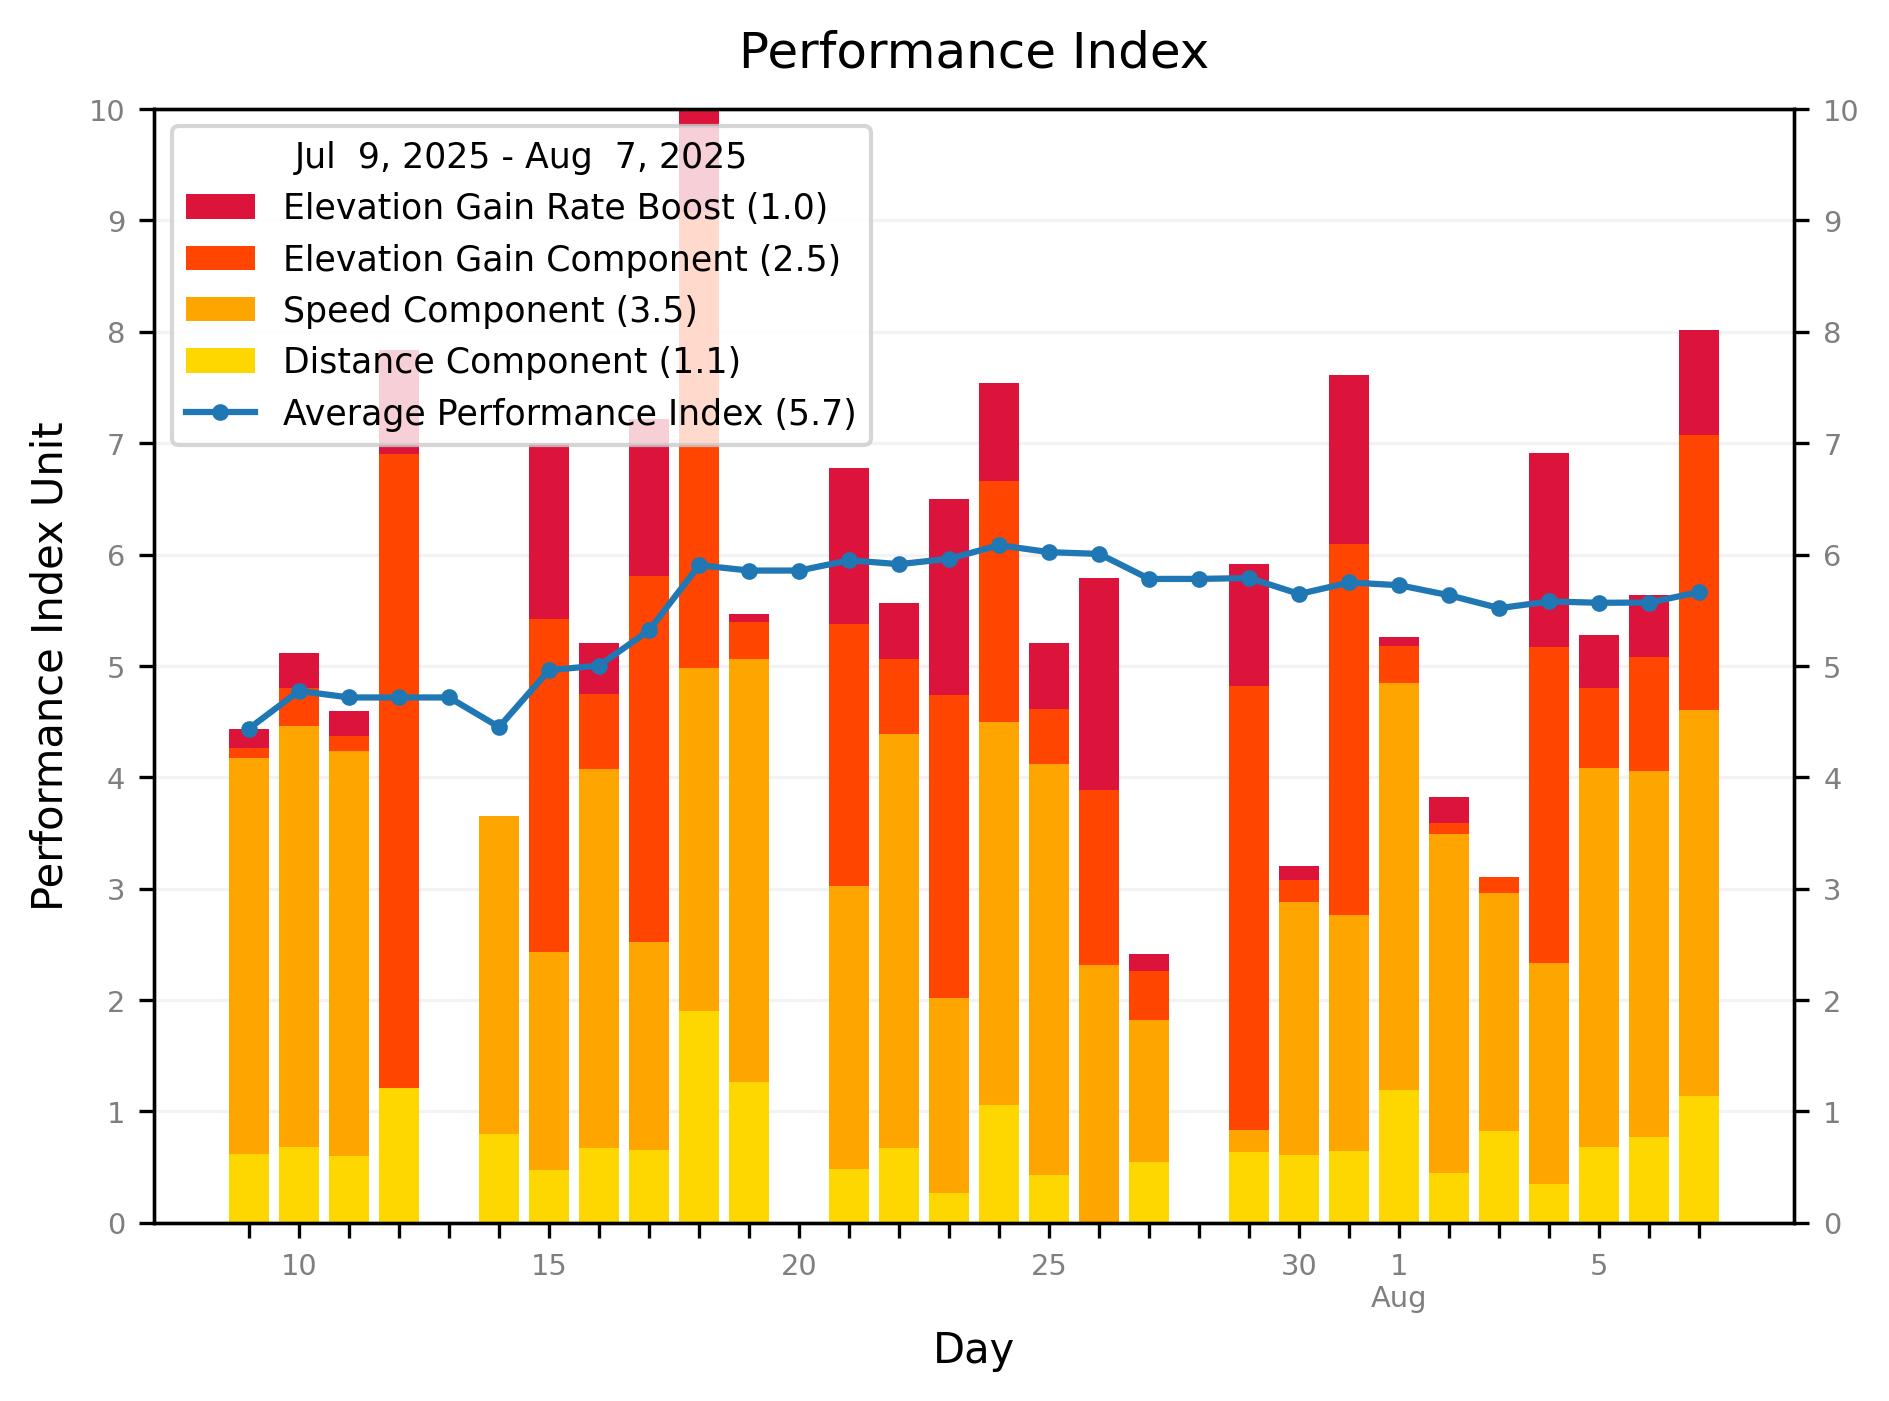 Performance Index
Jul  9, 2025 - Aug  7, 2025
Elevation Gain Rate Boost (1.0)
Elevation Gain Component (2.5)
Speed Component (3.5)
Distance Component (1.1)
Average Performance Index (5.7)
Performance Index Unit
10
9
8
7
6
5
4
3
2
1
0
10
9
8
7
6
5
4
3
2
1
0
10 15 20 25 30 1 5
Aug
Day